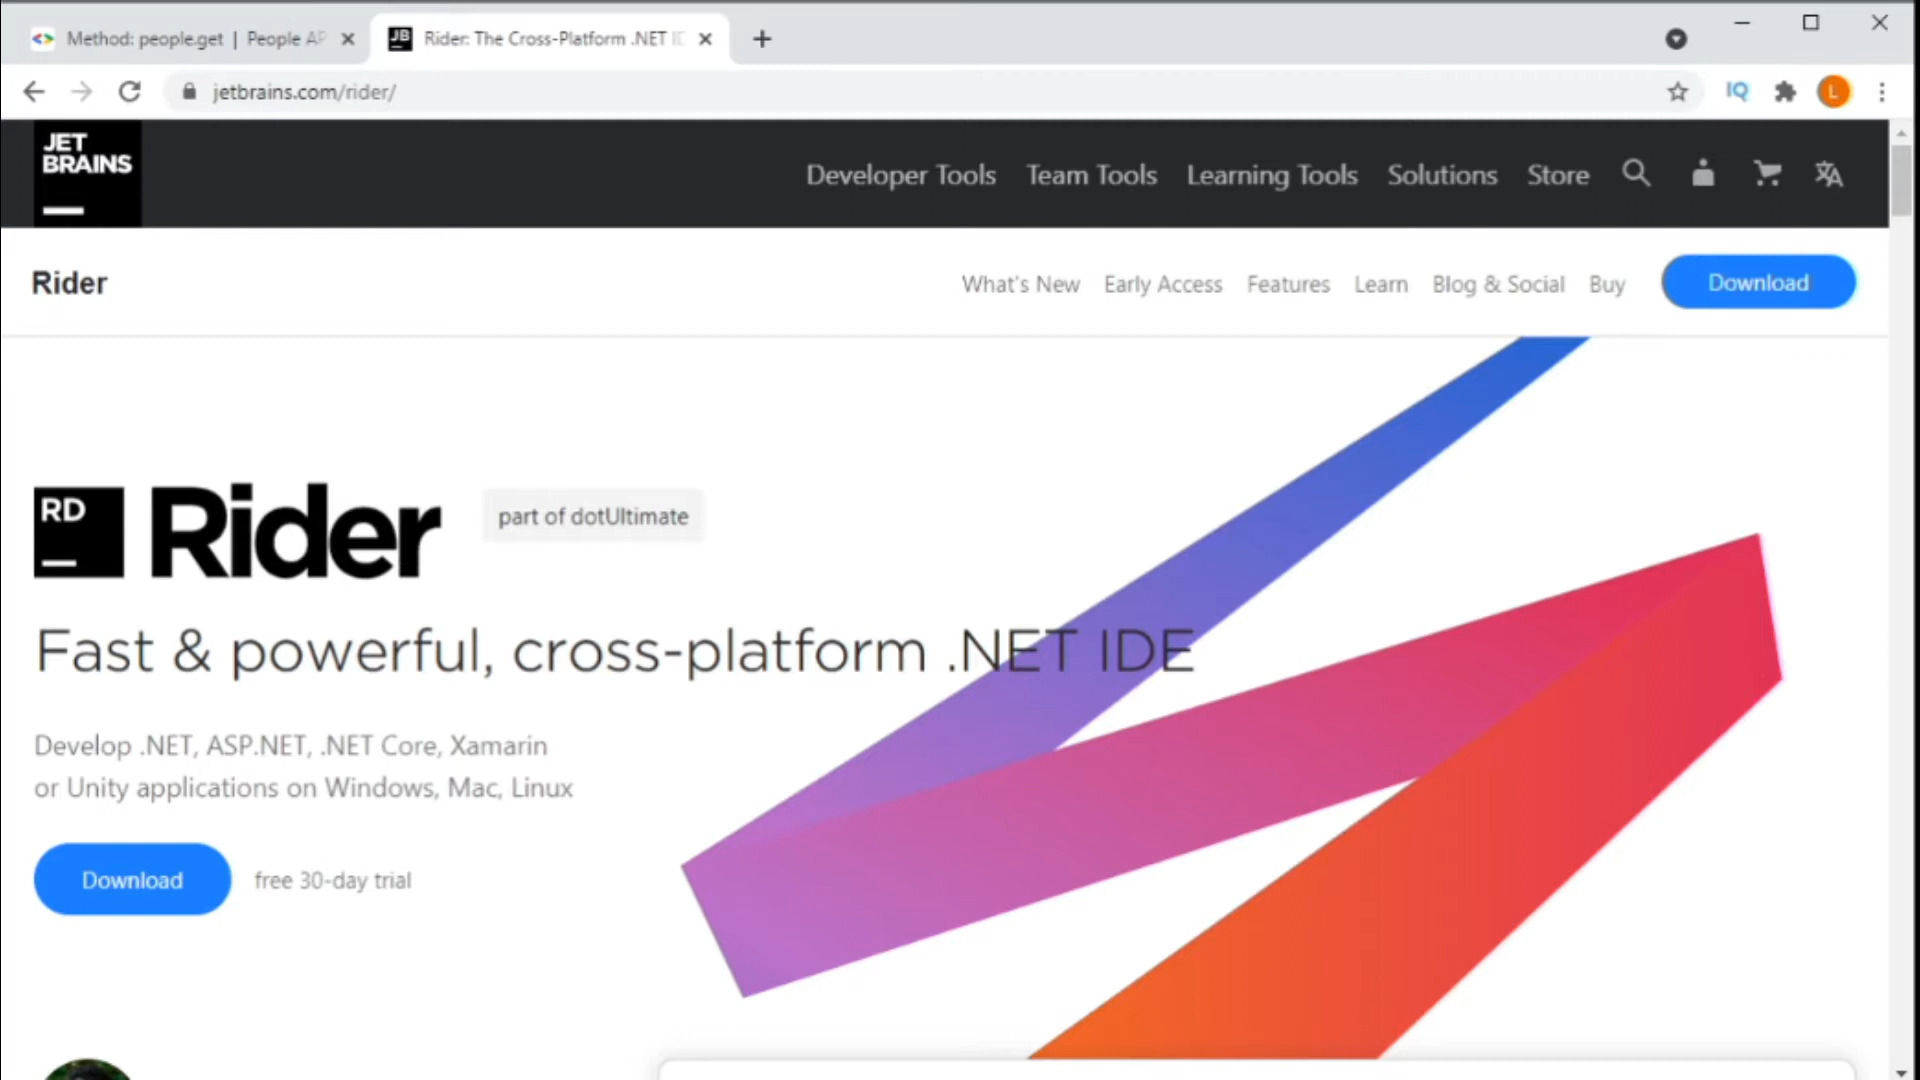 Method: people.get | People AP
Rider: The Cross-Platform .NET ID
jetbrains.com/rider/
IQ
L
JET
BRAINS
Developer Tools
Team Tools
Learning Tools
Solutions
Store
Rider
What's New
Early Access
Features
Learn
Blog & Social
Buy
Download
RD
Rider
part of dotUltimate
Fast & powerful, cross-platform .NET IDE
Develop .NET, ASP.NET, .NET Core, Xamarin
or Unity applications on Windows, Mac, Linux
Download
free 30-day trial